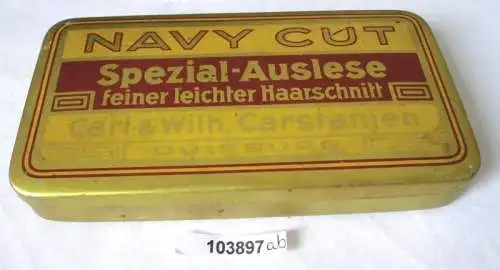 NAVY CUT
Spezial-Auslese
feiner leichter Haarschnitt
Carl & Wilh. Carstanjen
DUISBURG
103897ab